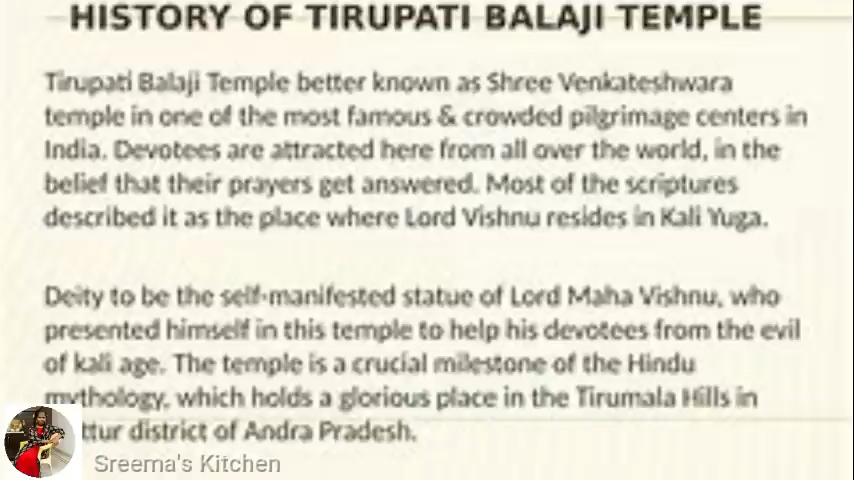 HISTORY OF TIRUPATI BALAJI TEMPLE
Tirupati Balaji Temple better known as Shree Venkateshwara
temple in one of the most famous & crowded pilgrimage centers in
India. Devotees are attracted here from all over the world, in the
belief that their prayers get answered. Most of the scriptures
described it as the place where Lord Vishnu resides in Kali Yuga.
Deity to be the self-manifested statue of Lord Maha Vishnu, who
presented himself in this temple to help his devotees from the evil
of kali age. The temple is a crucial milestone of the Hindu
mythology, which holds a glorious place in the Tirumala Hills in
district of Andra Pradesh.
Sreema's Kitchen